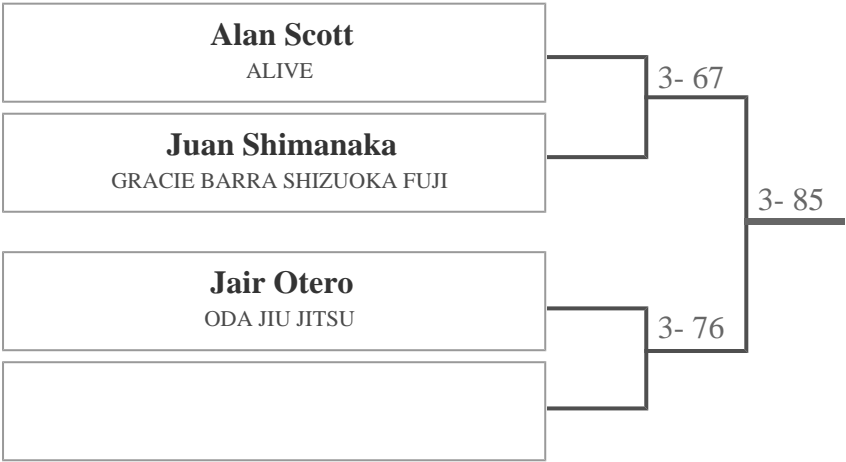 Alan Scott
ALIVE
3- 67
Juan Shimanaka
GRACIE BARRA SHIZUOKA FUJI
3- 85
Jair Otero
ODA JIU JITSU
3- 76